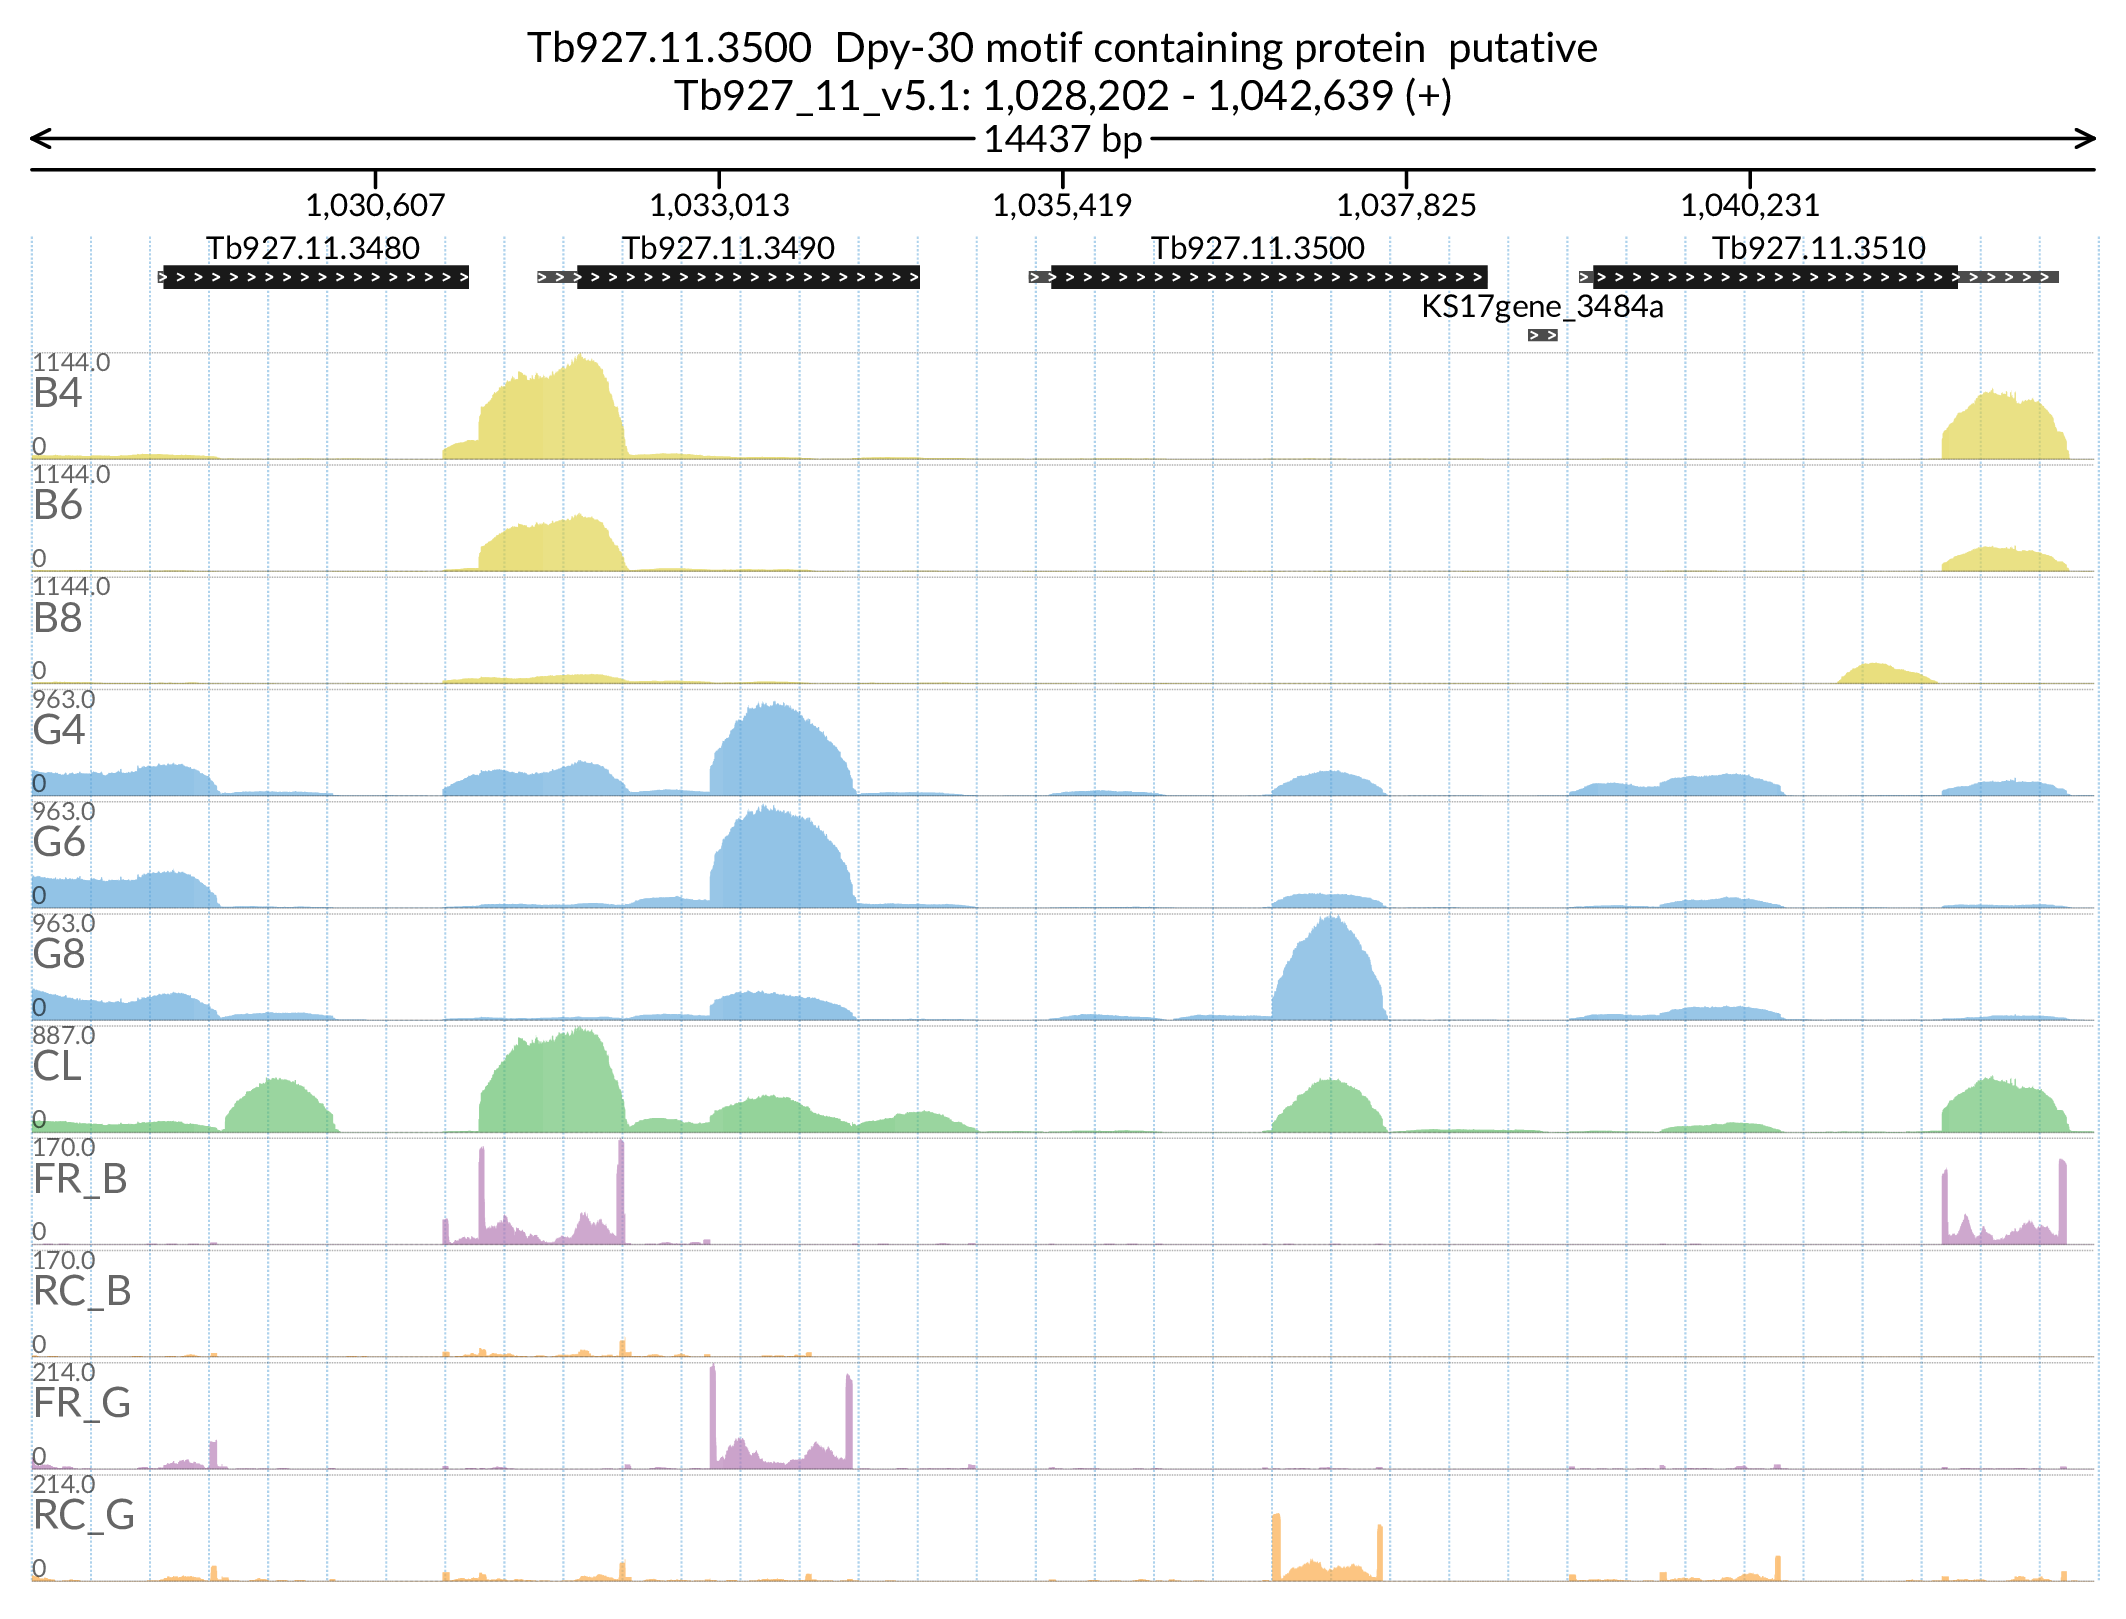 Tb927.11.3500  Dpy-30 motif containing protein  putative
Tb927_11_v5.1: 1,028,202 - 1,042,639 (+)
14437 bp
1,030,607 1,033,013 1,035,419 1,037,825 1,040,231
Tb927.11.3480 Tb927.11.3490 Tb927.11.3500 Tb927.11.3510
KS17gene_3484a
1144.0
B4
0
1144.0
B6
0
1144.0
B8
0
963.0
G4
0
963.0
G6
0
963.0
G8
0
887.0
CL
0
170.0
FR_B
0
170.0
RC_B
0
214.0
FR_G
0
214.0
RC_G
0